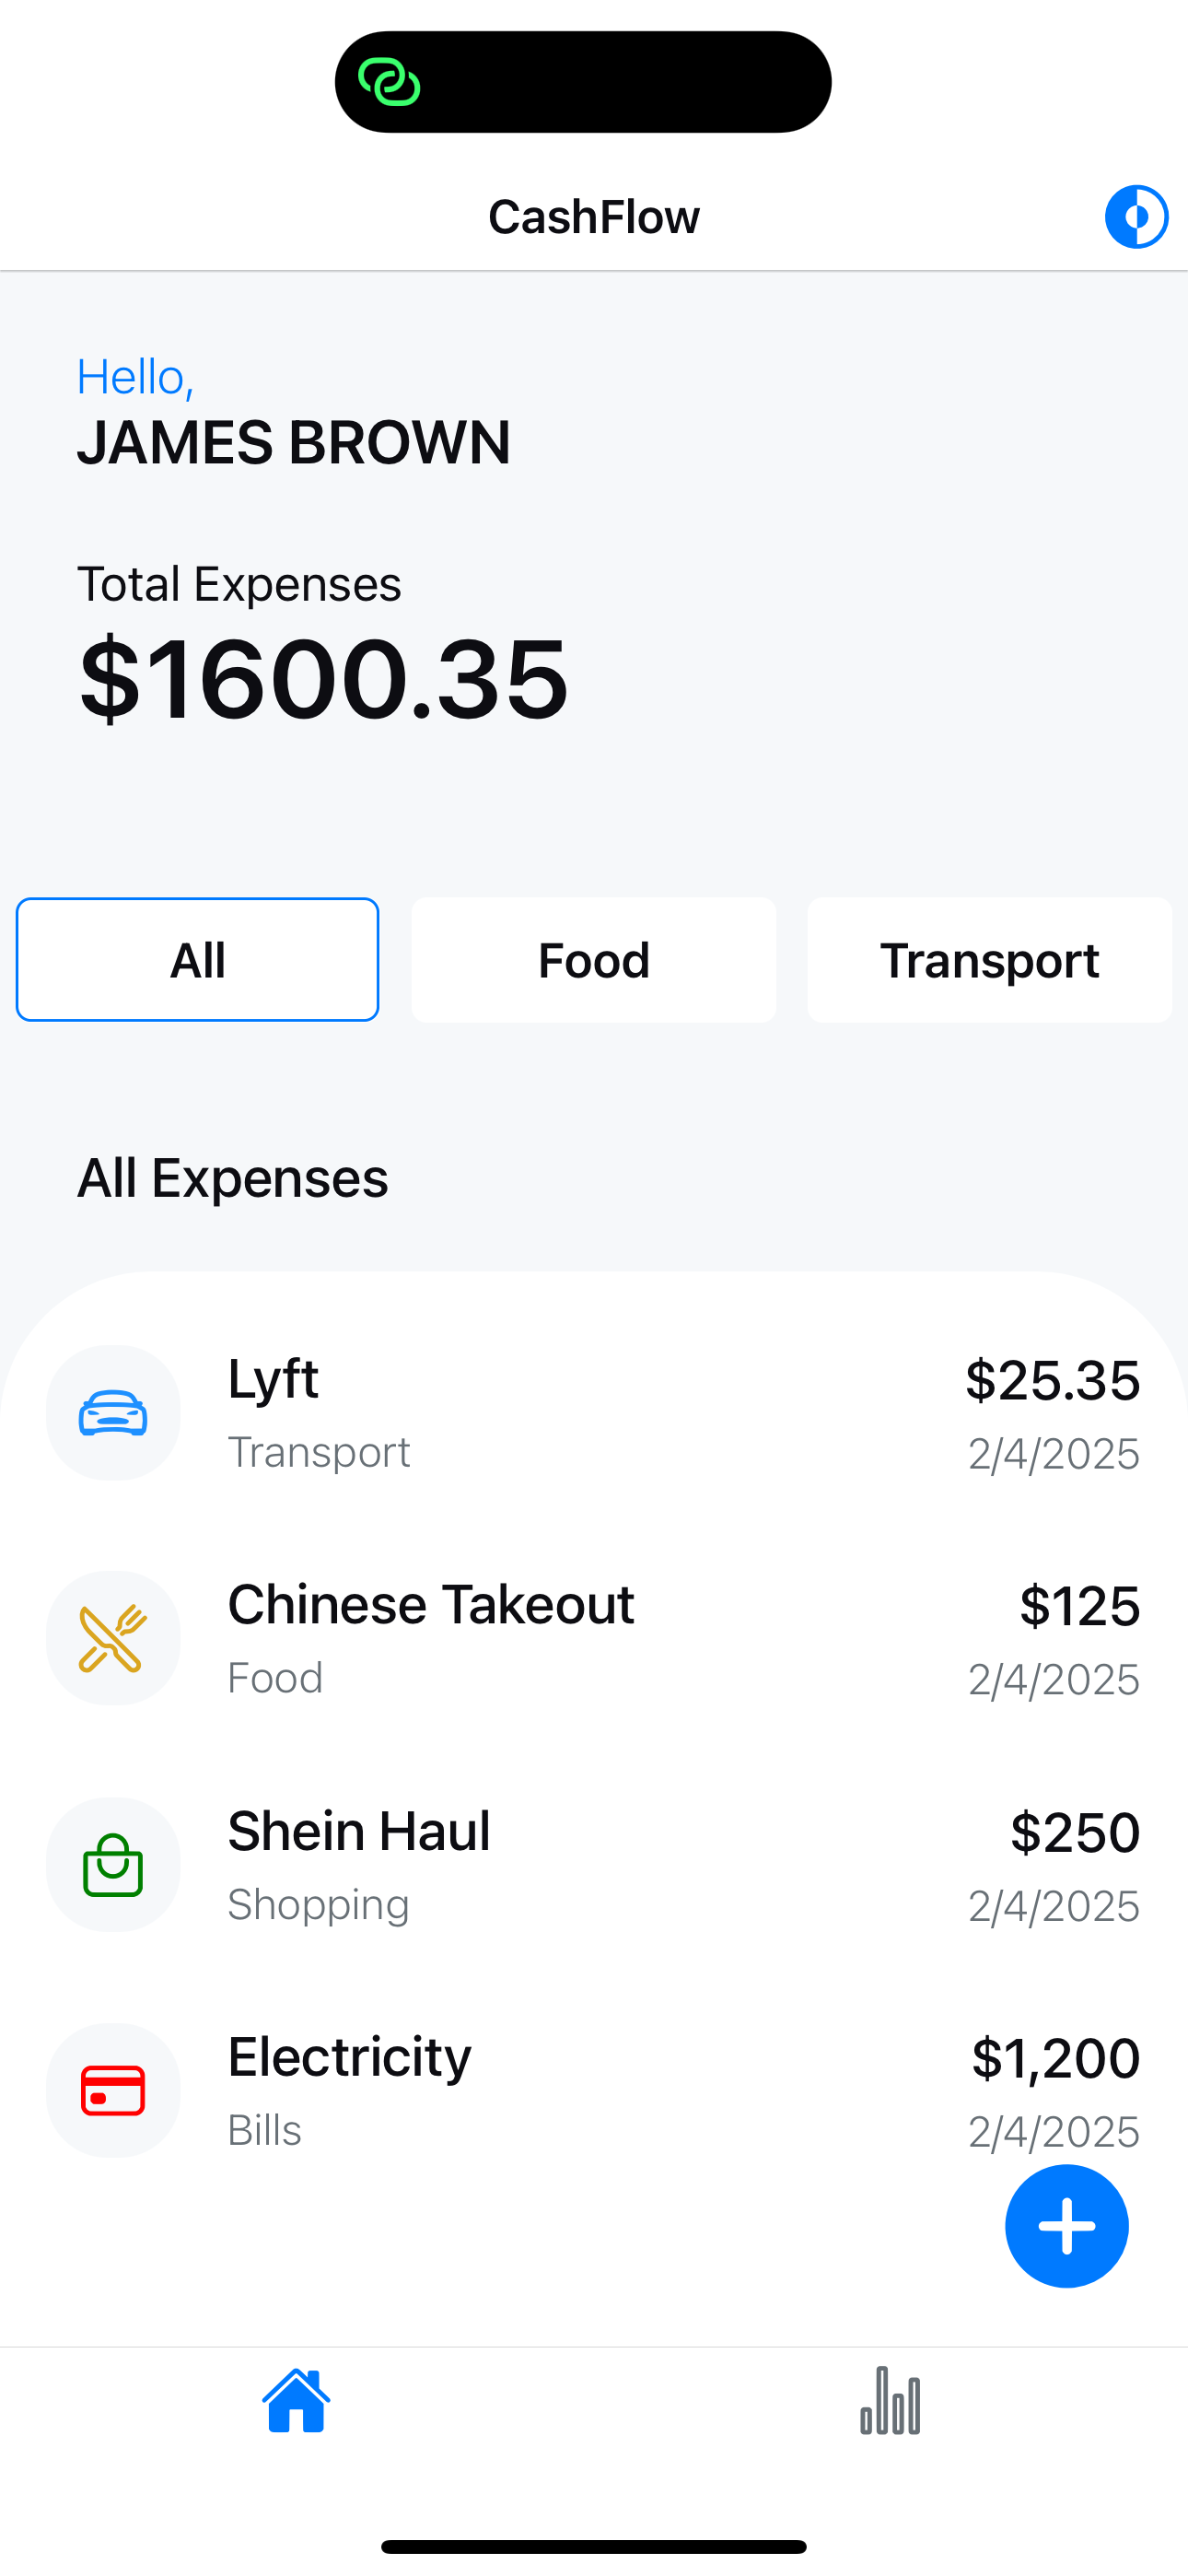 CashFlow
Hello,
JAMES BROWN
Total Expenses
$1600.35
All
Food
Transport
All Expenses
Lyft
$25.35
Transport
2/4/2025
Chinese Takeout
$125
Food
2/4/2025
Shein Haul
$250
Shopping
2/4/2025
Electricity
$1,200
Bills
2/4/2025